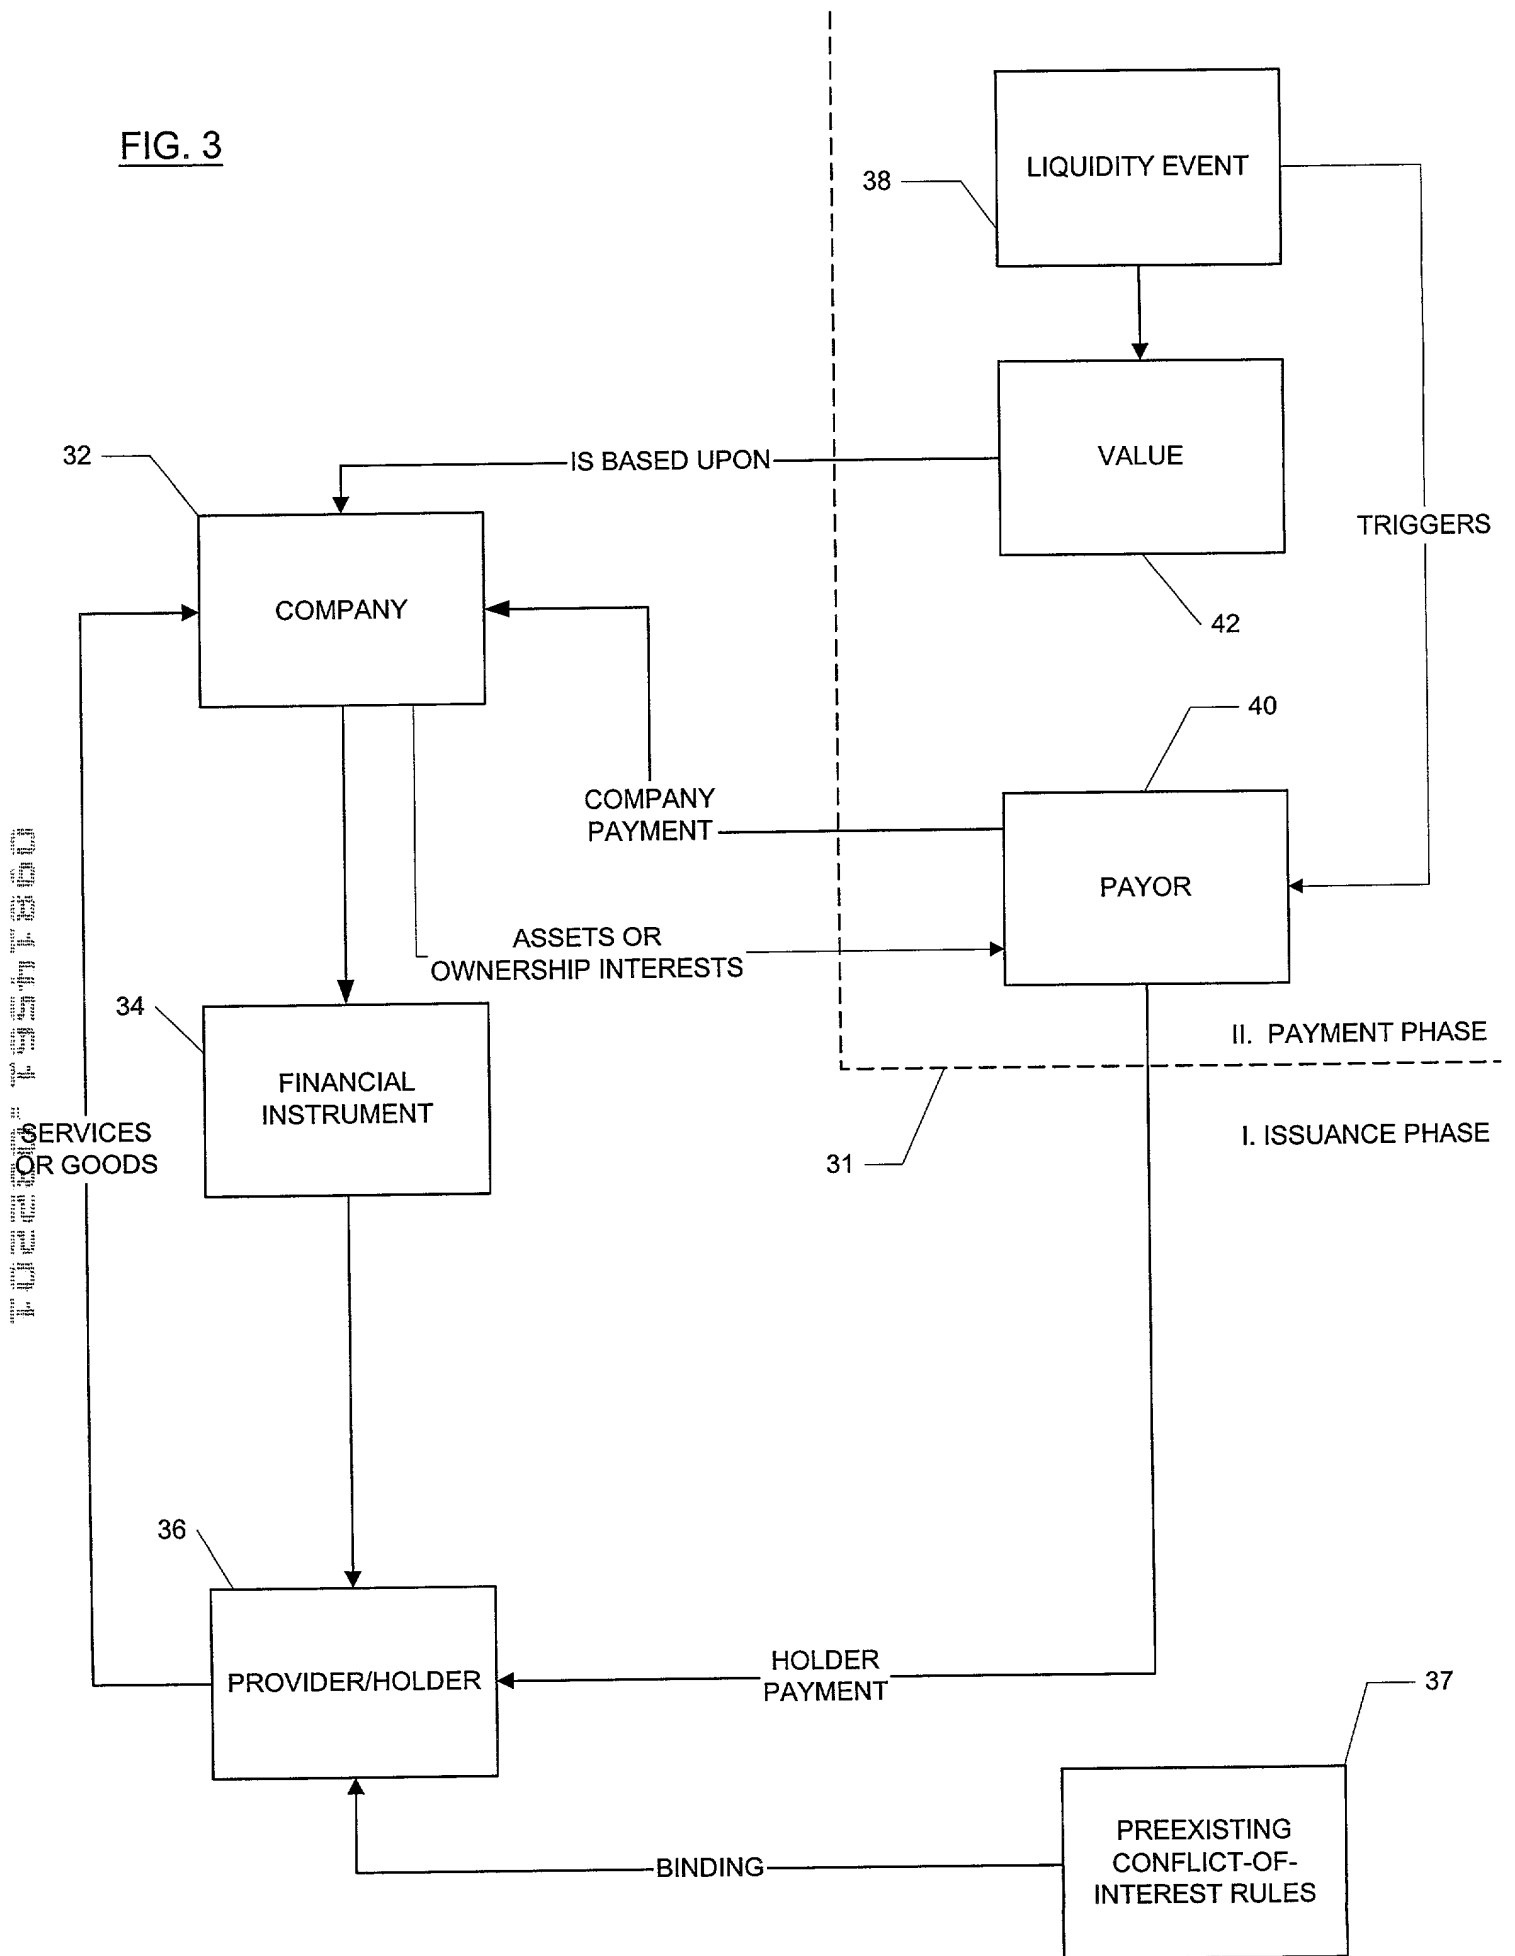 FIG. 3
LIQUIDITY EVENT
38
32
IS BASED UPON
VALUE
TRIGGERS
COMPANY
42
40
COMPANY
PAYMENT
PAYOR
ASSETS OR
OWNERSHIP INTERESTS
34
II. PAYMENT PHASE
FINANCIAL
INSTRUMENT
SERVICES
OR GOODS
I. ISSUANCE PHASE
31
36
PROVIDER/HOLDER
HOLDER
PAYMENT
37
PREEXISTING
CONFLICT-OF-
INTEREST RULES
BINDING